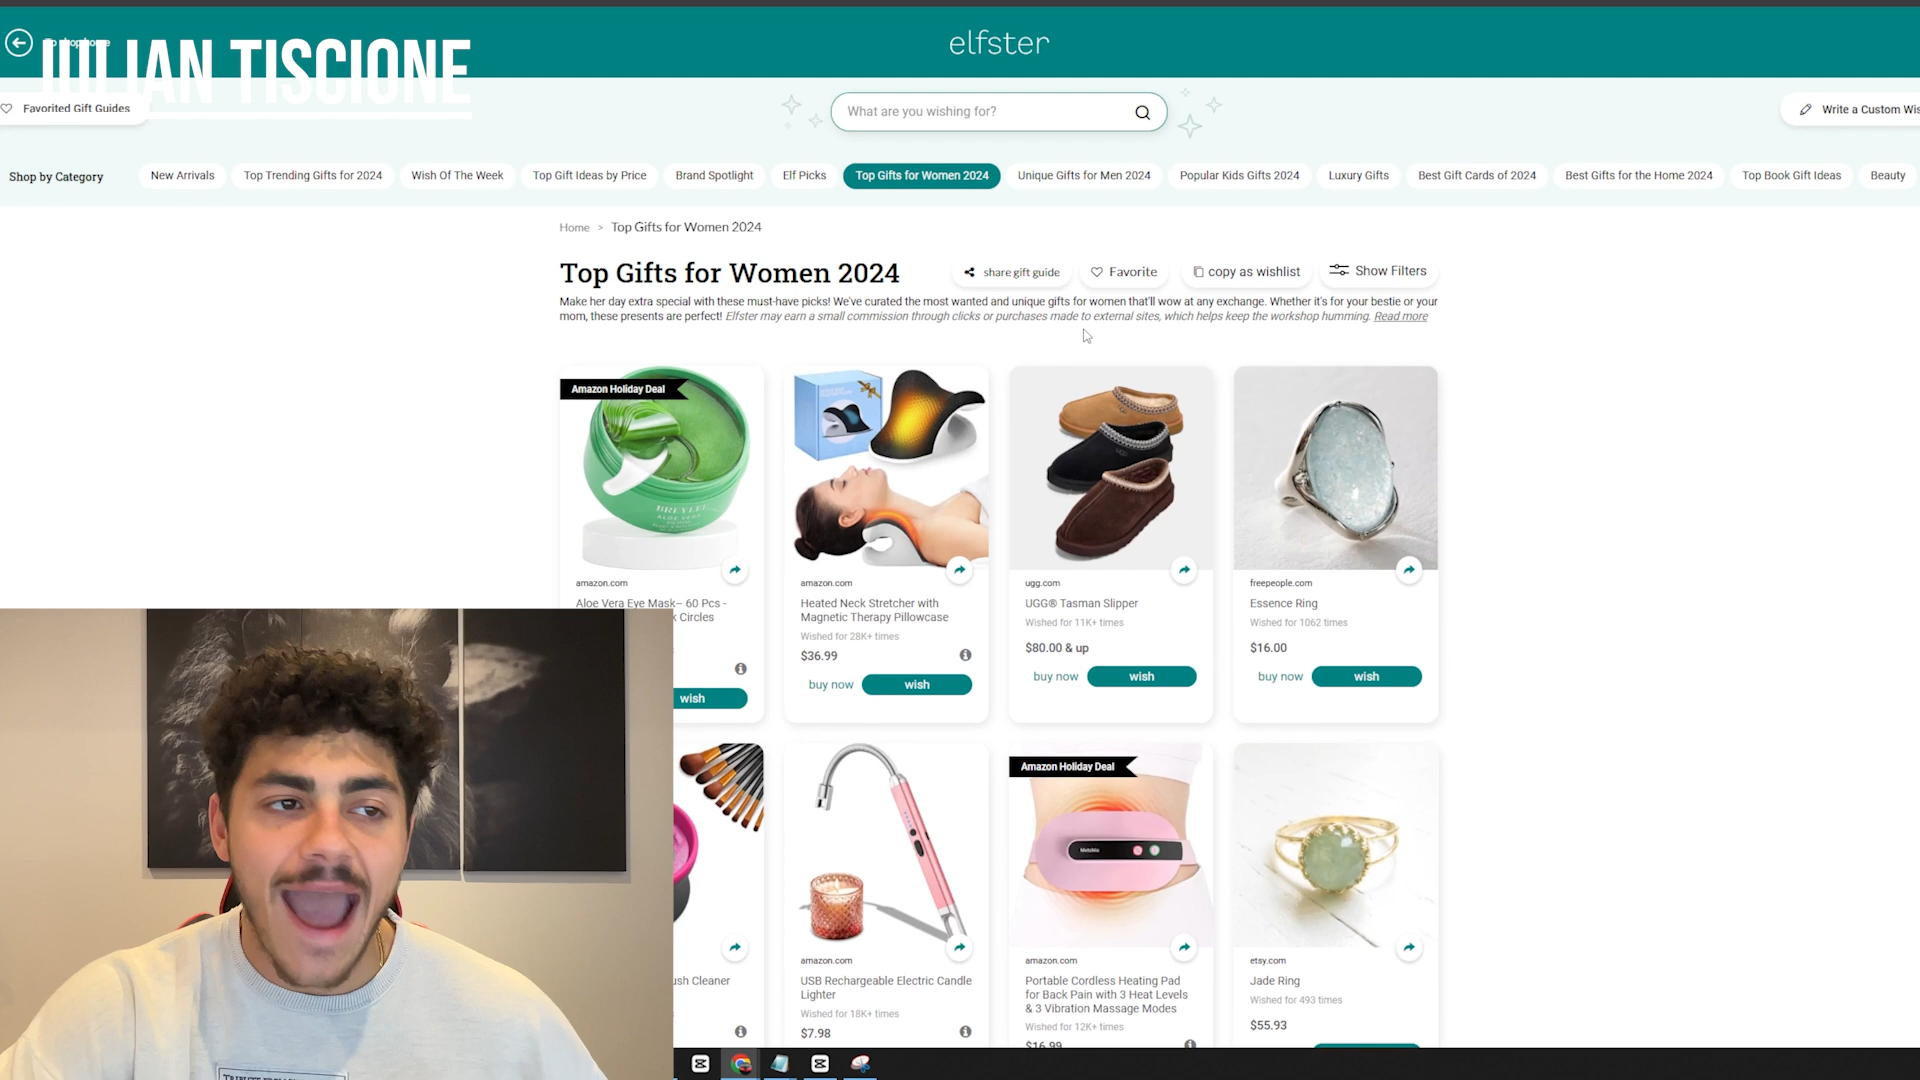 elfster
JULIAN TISCIONE
Favorited Gift Guides
What are you wishing for?
Write a Custom Wis
Shop by Category
New Arrivals
Top Trending Gifts for 2024
Wish Of The Week
Top Gift Ideas by Price
Brand Spotlight
Elf Picks
Top Gifts for Women 2024
Unique Gifts for Men 2024
Popular Kids Gifts 2024
Luxury Gifts
Best Gift Cards of 2024
Best Gifts for the Home 2024
Top Book Gift Ideas
Beauty
Home > Top Gifts for Women 2024
Top Gifts for Women 2024
share gift guide
Favorite
copy as wishlist
Show Filters
Make her day extra special with these must-have picks! We've curated the most wanted and unique gifts for women that'll wow at any exchange. Whether it's for your bestie or your
mom, these presents are perfect! Elfster may earn a small commission through clicks or purchases made to external sites, which helps keep the workshop humming. Read more
Amazon Holiday Deal
BREYLEE
ALOE VERA
amazon.com
Aloe Vera Eye Mask– 60 Pcs -
Circles
wish
amazon.com
Heated Neck Stretcher with
Magnetic Therapy Pillowcase
Wished for 28K+ times
$36.99
buy now
wish
ugg.com
UGG® Tasman Slipper
Wished for 11K+ times
$80.00 & up
buy now
wish
freepeople.com
Essence Ring
Wished for 1062 times
$16.00
buy now
wish
ush Cleaner
amazon.com
USB Rechargeable Electric Candle
Lighter
Wished for 18K+ times
$7.98
Amazon Holiday Deal
amazon.com
Portable Cordless Heating Pad
for Back Pain with 3 Heat Levels
& 3 Vibration Massage Modes
Wished for 12K+ times
$16.99
etsy.com
Jade Ring
Wished for 493 times
$55.93